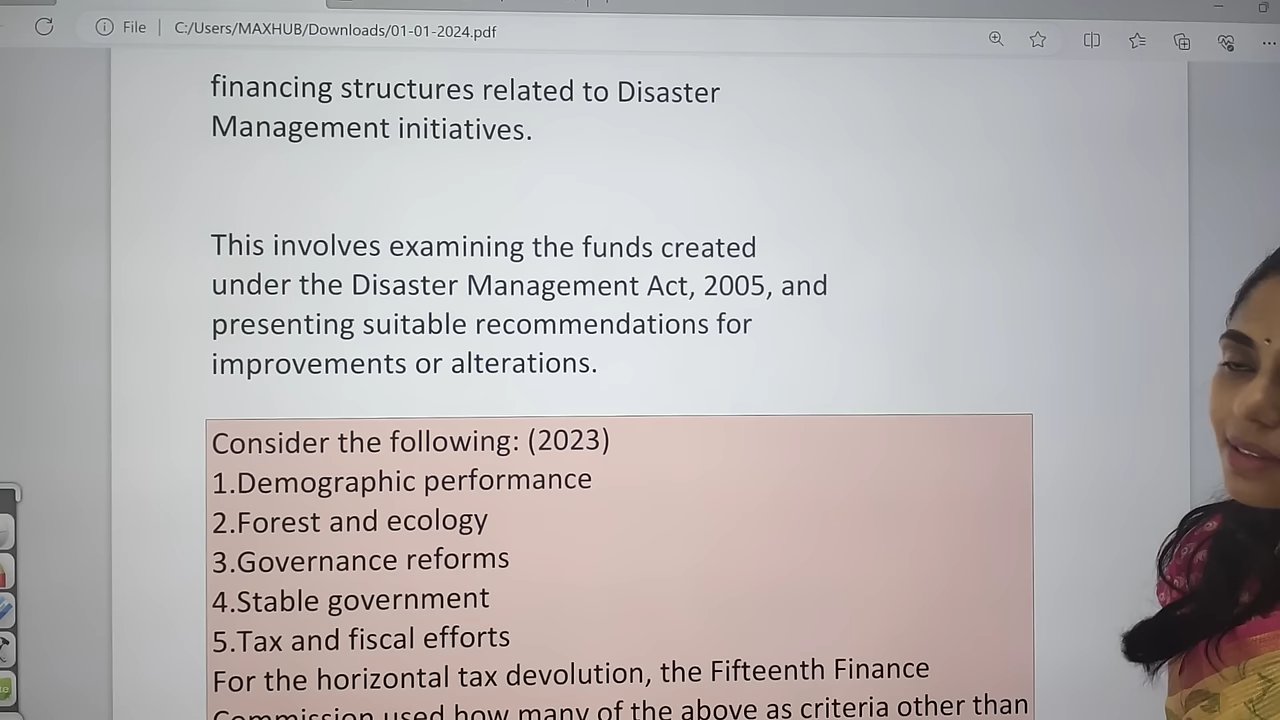 File
C:/Users/MAXHUB/Downloads/01-01-2024.pdf
financing structures related to Disaster
Management initiatives.
This involves examining the funds created
under the Disaster Management Act, 2005, and
presenting suitable recommendations for
improvements or alterations.
Consider the following: (2023)
1.Demographic performance
2.Forest and ecology
3.Governance reforms
4.Stable government
5.Tax and fiscal efforts
For the horizontal tax devolution, the Fifteenth Finance
Commission used how many of the above as criteria other than